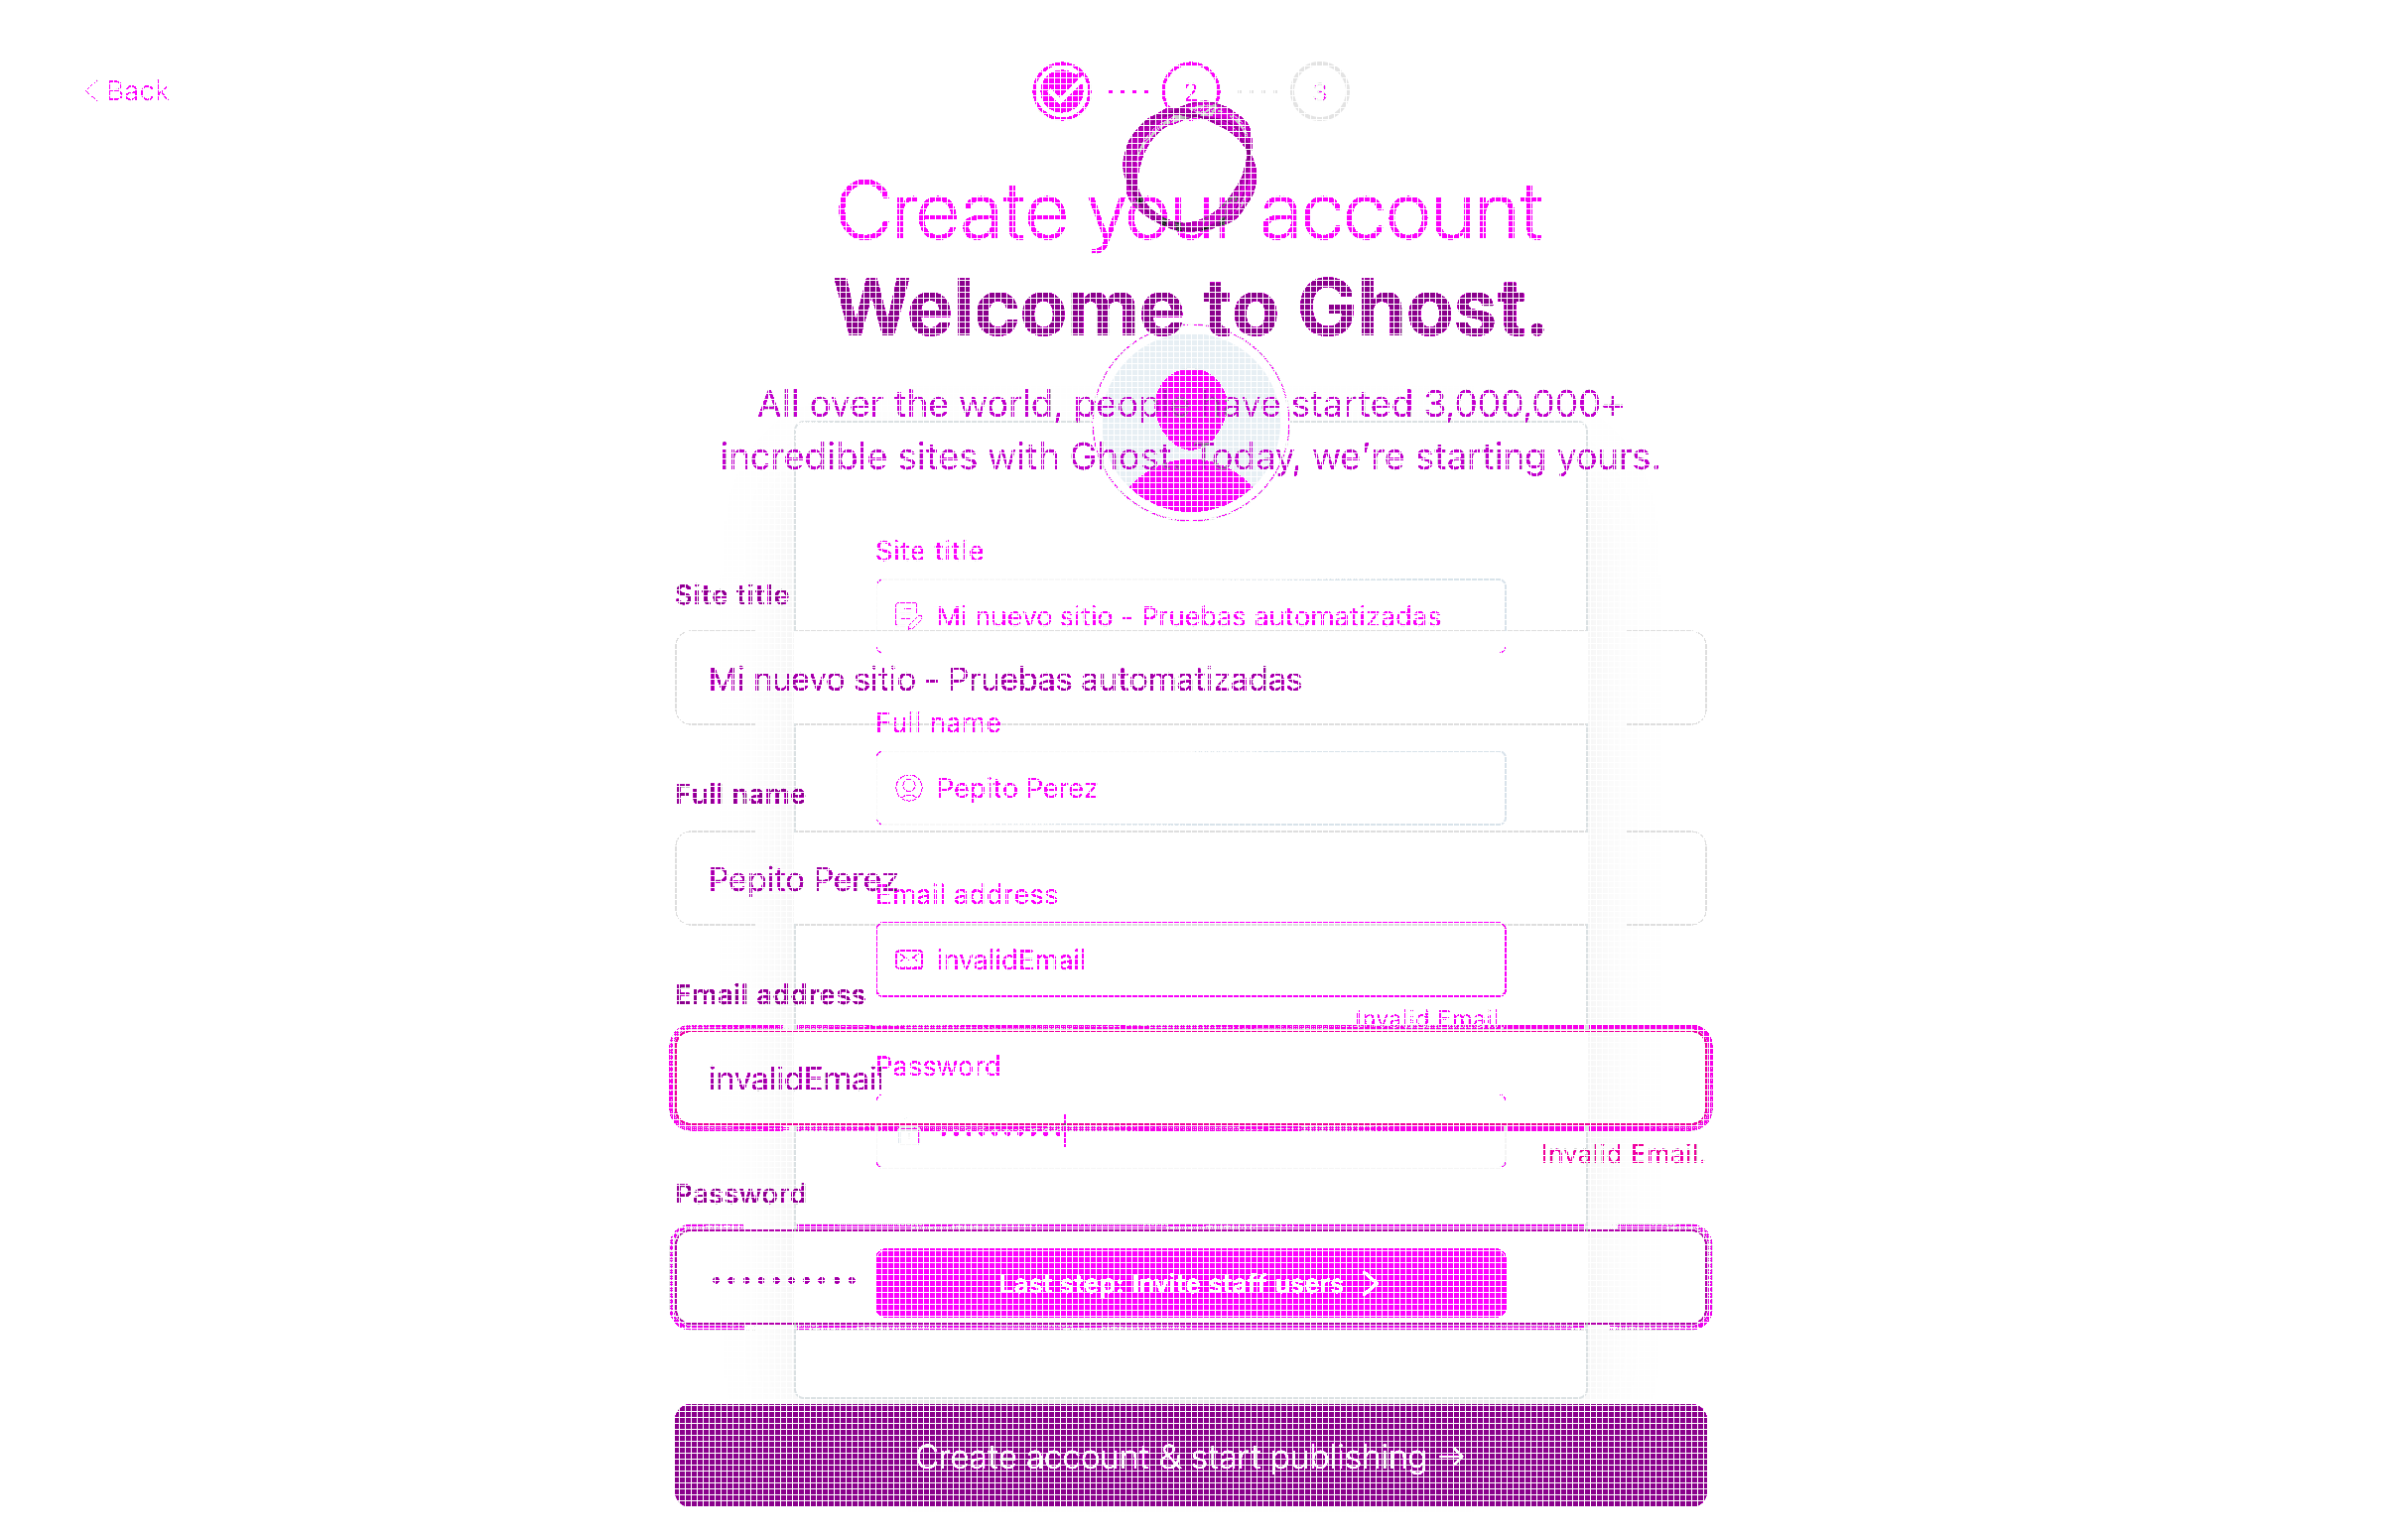 Back
2
3
Create your account
Welcome to Ghost.
All over the world, people have started 3,000,000+
incredible sites with Ghost. Today, we're starting yours.
Site title
Site title
Mi nuevo sitio - Pruebas automatizadas
Mi nuevo sitio - Pruebas automatizadas
Full name
Pepito Perez
Full name
Pepito Perez
Email address
invalidEmail
Email address
Invalid Email
Password
invalidEmail
Invalid Email.
Password
Last step: Invite staff users
Create account & start publishing →